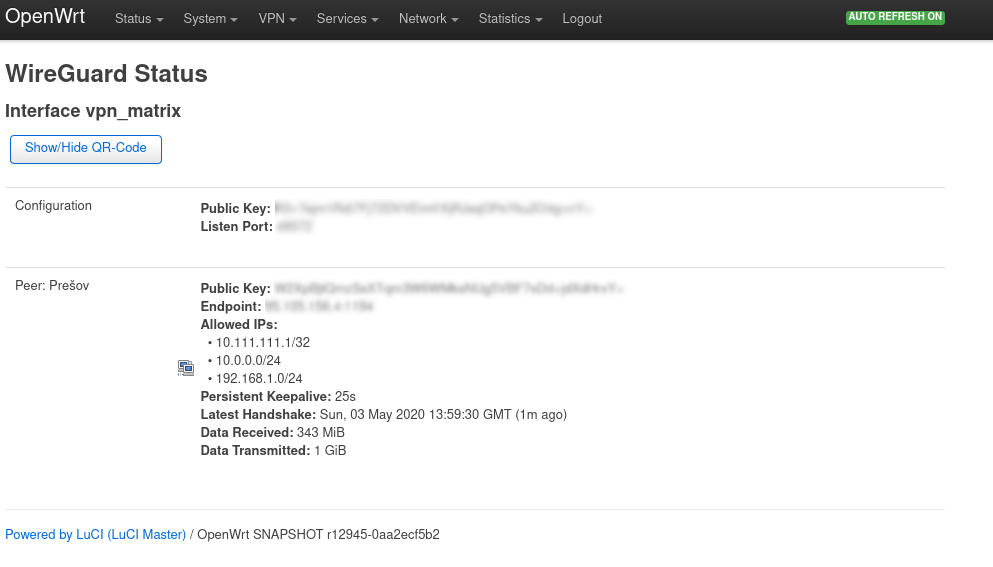 OpenWrt Status System VPN Services Network Statistics Logout AUTO REFRESH ON
WireGuard Status
Interface vpn_matrix
Show/Hide QR-Code
Configuration
Public Key:
Listen Port:
Peer: Prešov
Public Key:
Endpoint:
Allowed IPs:
• 10.111.111.1/32
• 10.0.0.0/24
• 192.168.1.0/24
Persistent Keepalive: 25s
Latest Handshake: Sun, 03 May 2020 13:59:30 GMT (1m ago)
Data Received: 343 MiB
Data Transmitted: 1 GiB
Powered by LuCI (LuCI Master) / OpenWrt SNAPSHOT r12945-0aa2ecf5b2